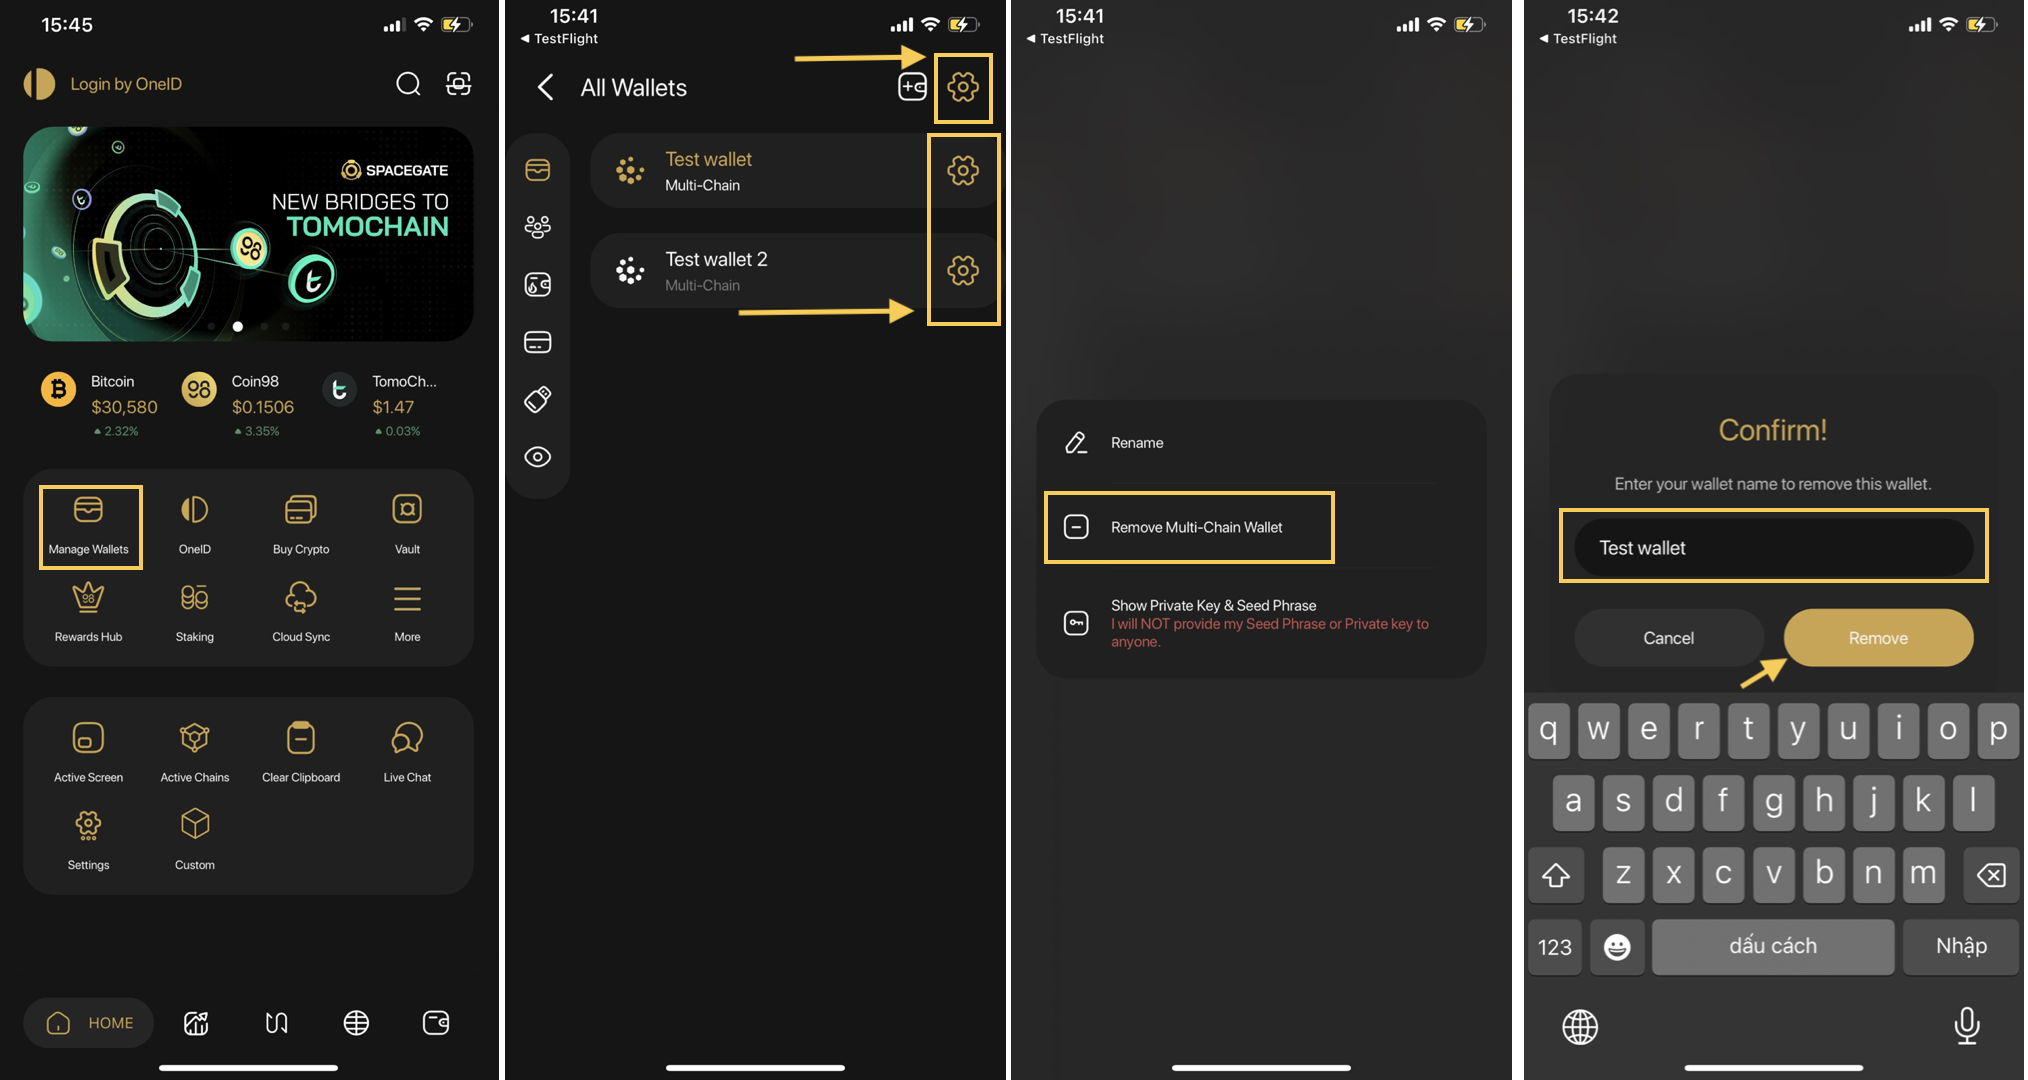 15:45
Login by OneID
SPACEGATE
NEW BRIDGES TO
TOMOCHAIN
Bitcoin
$30,580
2.32%
Coin98
$0.1506
3.35%
TomoCh...
$1.47
0.03%
Manage Wallets
OneID
Buy Crypto
Vault
Rewards Hub
Staking
Cloud Sync
More
Active Screen
Active Chains
Clear Clipboard
Live Chat
Settings
Custom
HOME
15:41
◄ TestFlight
All Wallets
Test wallet
Multi-Chain
Test wallet 2
Multi-Chain
15:41
◄ TestFlight
Rename
Remove Multi-Chain Wallet
Show Private Key & Seed Phrase
I will NOT provide my Seed Phrase or Private key to
anyone.
15:42
◄ TestFlight
Confirm!
Enter your wallet name to remove this wallet.
Test wallet
Cancel
Remove
q w e r t y u i o p
a s d f g h j k l
z x c v b n m
123
dấu cách
Nhập